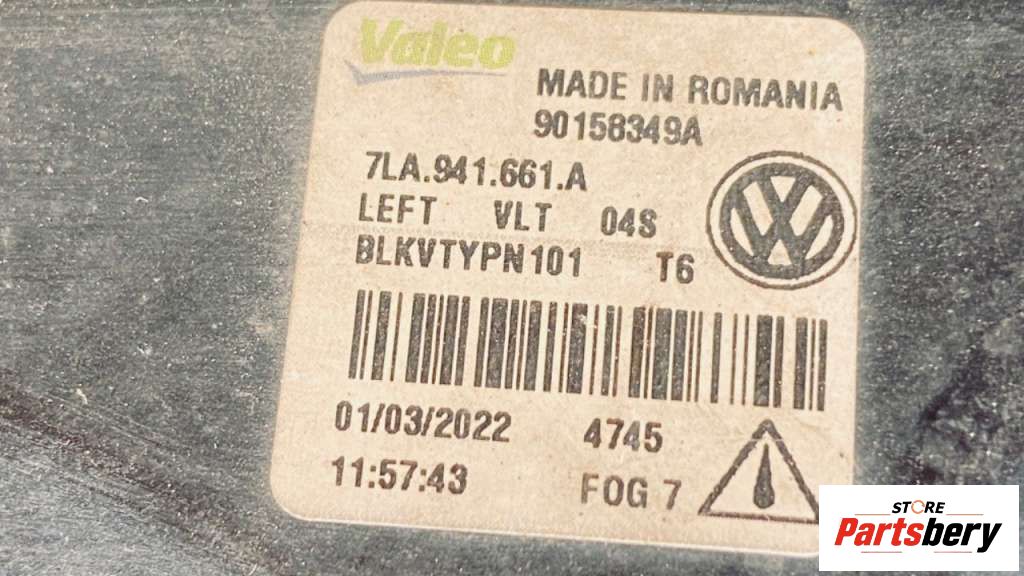 Valeo
MADE IN ROMANIA
90158349A
7LA.941.661.A
LEFT VLT 04S
BLKVTYPN101 T6
01/03/2022 4745
11:57:43 FOG 7
STORE
Partsbery